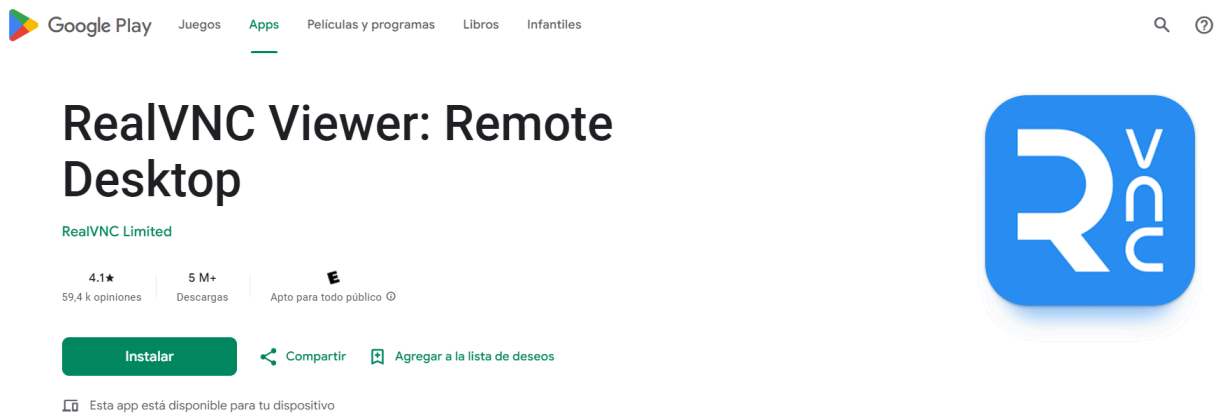 Google Play Juegos Apps Películas y programas Libros Infantiles
RealVNC Viewer: Remote
Desktop
RealVNC Limited
4.1★ 5 M+ E
59,4 k opiniones Descargas Apto para todo público
Instalar Compartir Agregar a la lista de deseos
Esta app está disponible para tu dispositivo
R vnc